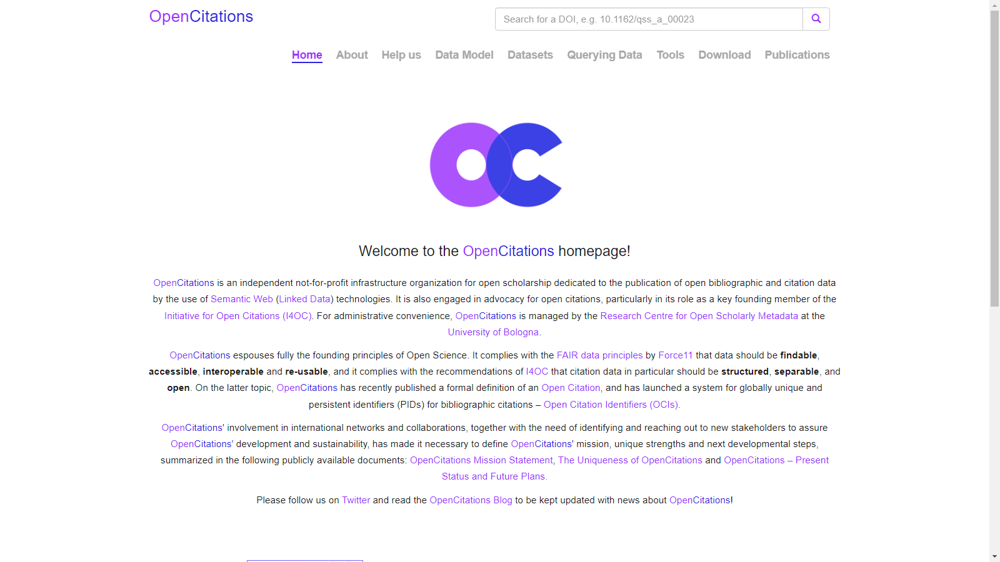 OpenCitations
Search for a DOI, e.g. 10.1162/qss_a_00023
Home About Help us Data Model Datasets Querying Data Tools Download Publications
OC
Welcome to the OpenCitations homepage!
OpenCitations is an independent not-for-profit infrastructure organization for open scholarship dedicated to the publication of open bibliographic and citation data
by the use of Semantic Web (Linked Data) technologies. It is also engaged in advocacy for open citations, particularly in its role as a key founding member of the
Initiative for Open Citations (I4OC). For administrative convenience, OpenCitations is managed by the Research Centre for Open Scholarly Metadata at the
University of Bologna.
OpenCitations espouses fully the founding principles of Open Science. It complies with the FAIR data principles by Force11 that data should be findable,
accessible, interoperable and re-usable, and it complies with the recommendations of I4OC that citation data in particular should be structured, separable, and
open. On the latter topic, OpenCitations has recently published a formal definition of an Open Citation, and has launched a system for globally unique and
persistent identifiers (PIDs) for bibliographic citations – Open Citation Identifiers (OCIs).
OpenCitations' involvement in international networks and collaborations, together with the need of identifying and reaching out to new stakeholders to assure
OpenCitations' development and sustainability, has made it necessary to define OpenCitations' mission, unique strengths and next developmental steps,
summarized in the following publicly available documents: OpenCitations Mission Statement, The Uniqueness of OpenCitations and OpenCitations – Present
Status and Future Plans.
Please follow us on Twitter and read the OpenCitations Blog to be kept updated with news about OpenCitations!